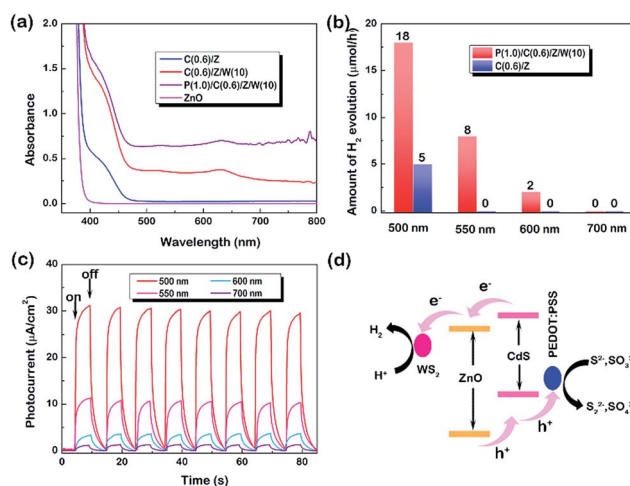 (a)
2.0
1.5
1.0
0.5
0.0
Absorbance
C(0.6)/Z
C(0.6)/Z/W(10)
P(1.0)/C(0.6)/Z/W(10)
ZnO
400
500
600
700
800
Wavelength (nm)
(b)
Amount of H₂ evolution (μmol/h)
20
15
10
5
0
P(1.0)/C(0.6)/Z/W(10)
C(0.6)/Z
18
5
8
0
2
0
0 0
500 nm
550 nm
600 nm
700 nm
(c)
Photocurrent (μA/cm²)
40
30
20
10
0
on
off
500 nm
600 nm
550 nm
700 nm
0
20
40
60
80
Time (s)
(d)
e⁻
e⁻
H₂
H⁺
WS₂
ZnO
CdS
PEDOT:PSS
S²⁻,SO₃
S₂²⁻,SO₄
h⁺
h⁺